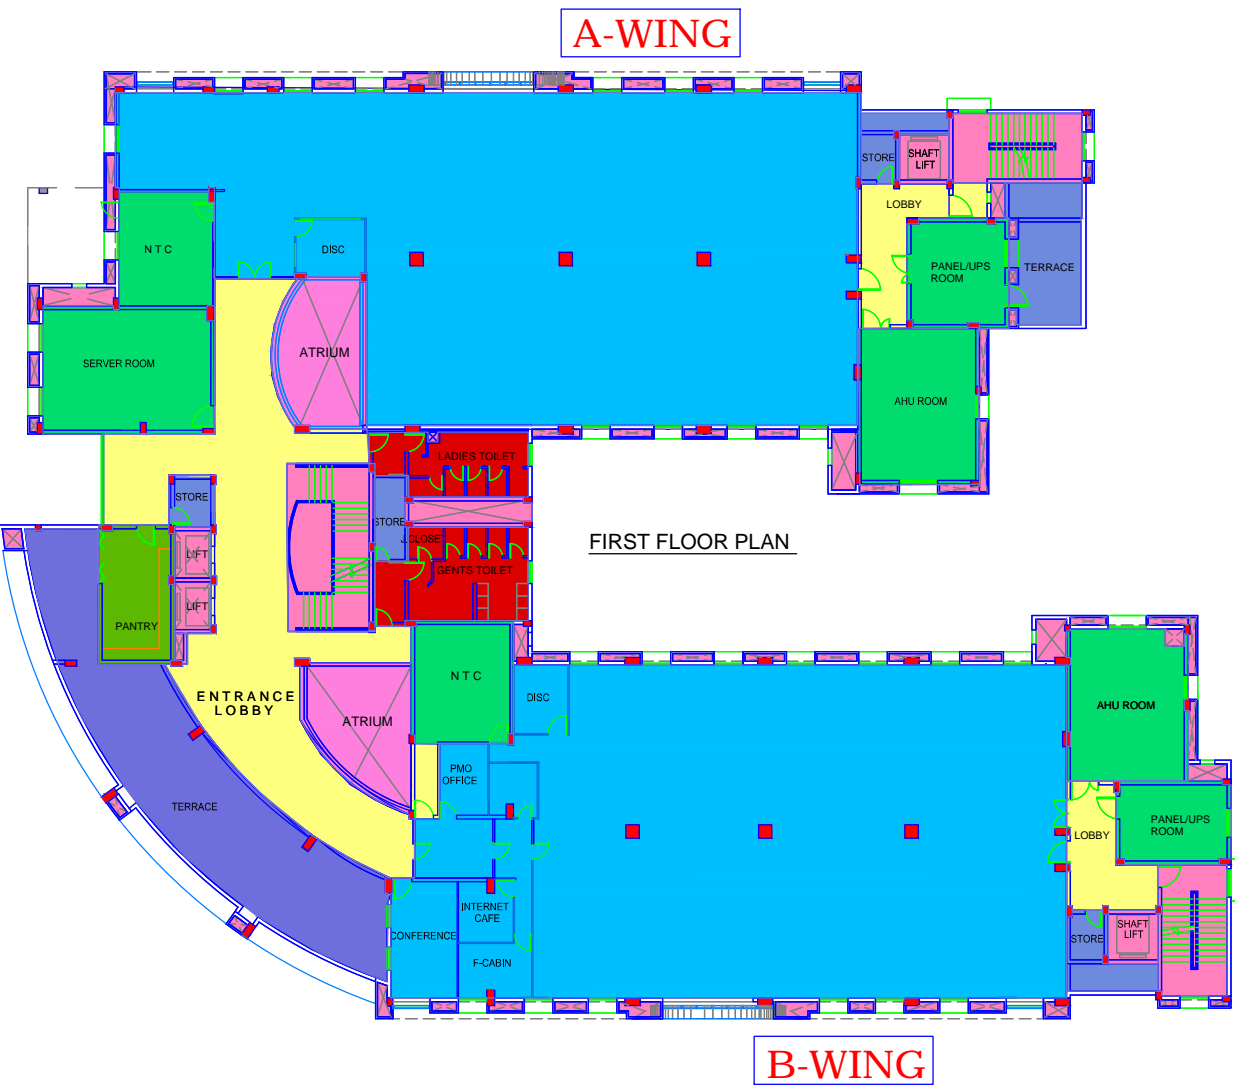 A-WING
STORE
SHAFT
LIFT
LOBBY
N T C
DISC
PANEL/UPS
ROOM
TERRACE
ATRIUM
SERVER ROOM
AHU ROOM
LADIES TOILET
STORE
STORE
J.CLOSET
FIRST FLOOR PLAN
LIFT
GENTS TOILET
LIFT
PANTRY
N T C
ENTRANCE
LOBBY
DISC
ATRIUM
AHU ROOM
PMO
OFFICE
TERRACE
PANEL/UPS
ROOM
LOBBY
INTERNET
CAFE
CONFERENCE
SHAFT
LIFT
STORE
F-CABIN
B-WING